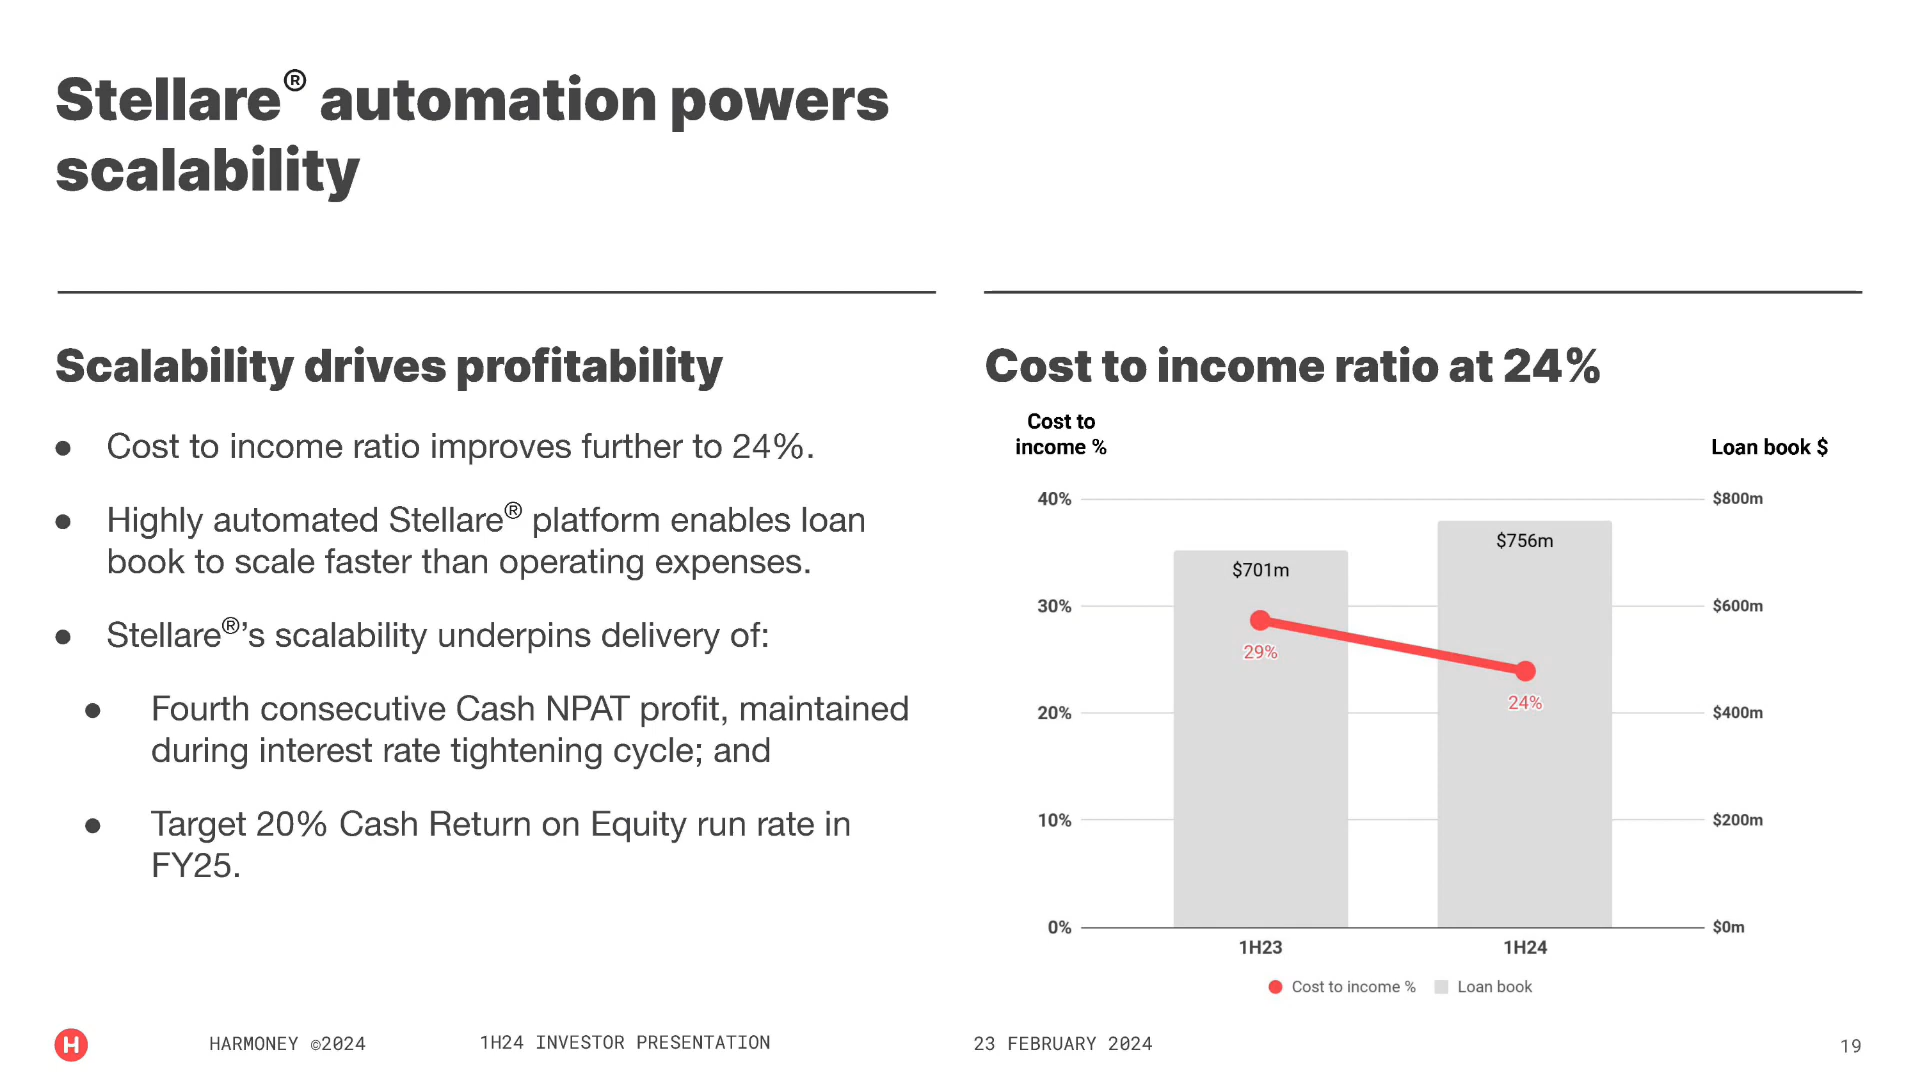 Stellare® automation powers
scalability
Scalability drives profitability
● Cost to income ratio improves further to 24%.
● Highly automated Stellare® platform enables loan
book to scale faster than operating expenses.
● Stellare®’s scalability underpins delivery of:
● Fourth consecutive Cash NPAT profit, maintained
during interest rate tightening cycle; and
● Target 20% Cash Return on Equity run rate in
FY25.
Cost to income ratio at 24%
Cost to
income %
Loan book $
40%
$800m
$756m
$701m
30%
$600m
29%
24%
20%
$400m
10%
$200m
0%
$0m
1H23
1H24
Cost to income %
Loan book
H
HARMONEY ©2024
1H24 INVESTOR PRESENTATION
23 FEBRUARY 2024
19